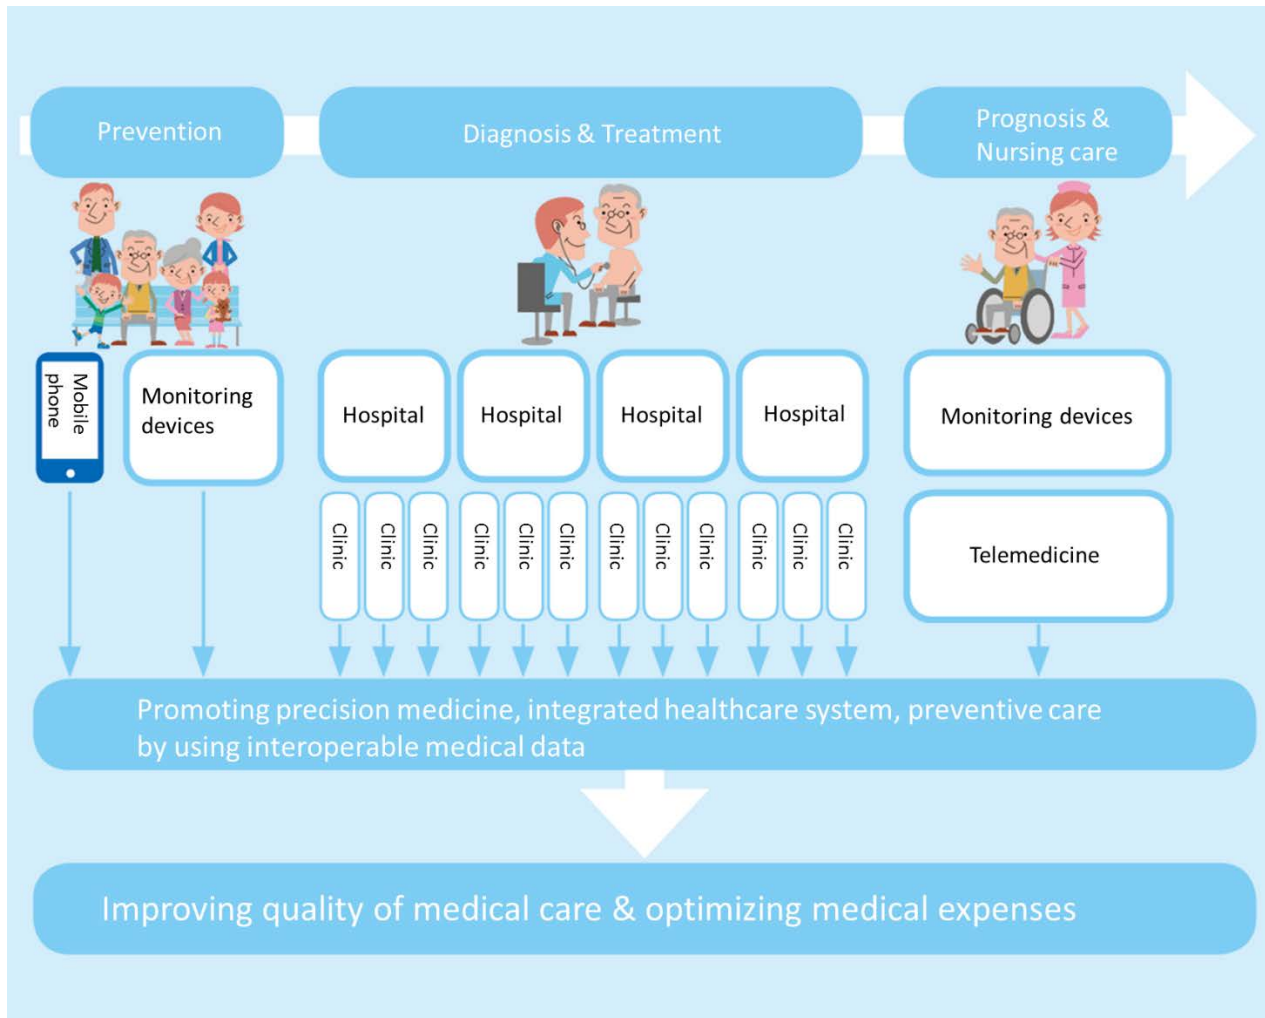 Prevention
Diagnosis & Treatment
Prognosis &
Nursing care
Mobile
phone
Monitoring
devices
Hospital
Hospital
Hospital
Hospital
Monitoring devices
Clinic
Clinic
Clinic
Clinic
Clinic
Clinic
Clinic
Clinic
Clinic
Clinic
Clinic
Clinic
Telemedicine
Promoting precision medicine, integrated healthcare system, preventive care
by using interoperable medical data
Improving quality of medical care & optimizing medical expenses